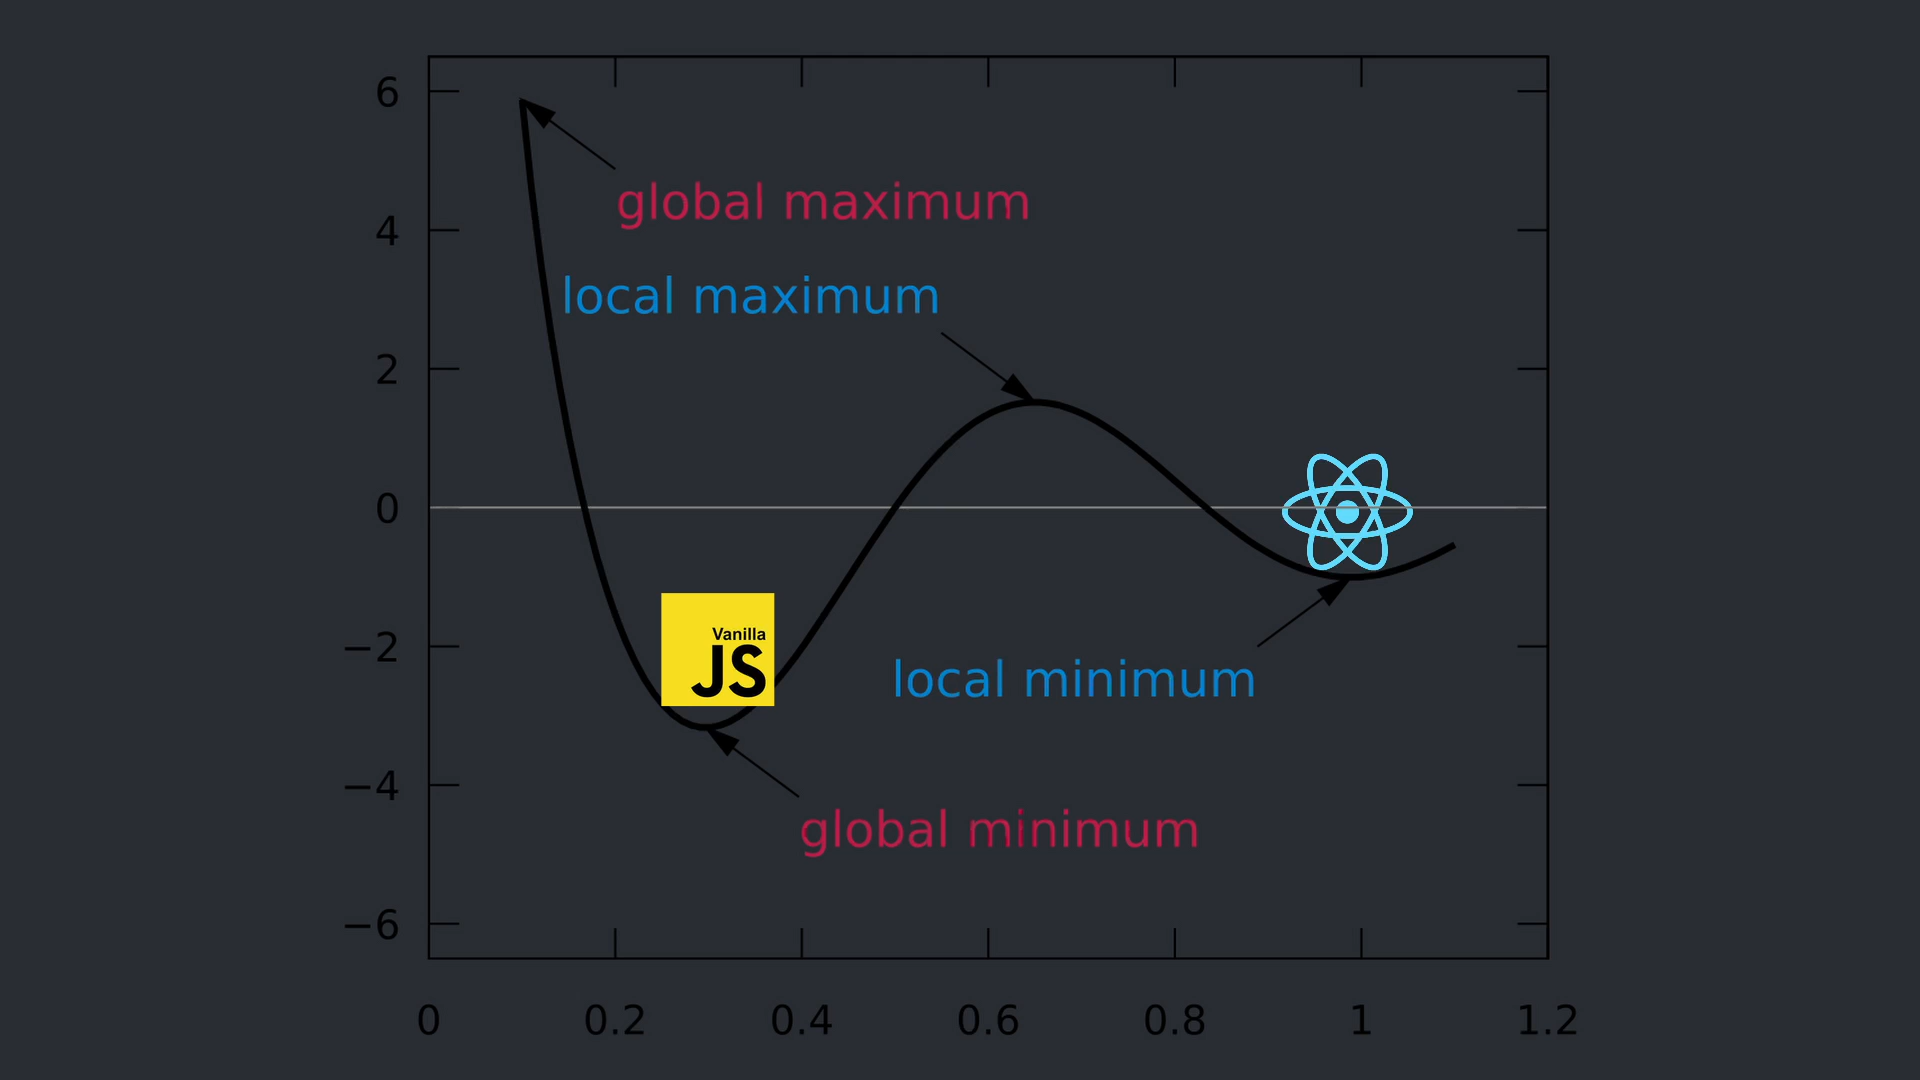 6
global maximum
4
local maximum
2
0
Vanilla
JS
−2
local minimum
−4
global minimum
−6
0 0.2 0.4 0.6 0.8 1 1.2